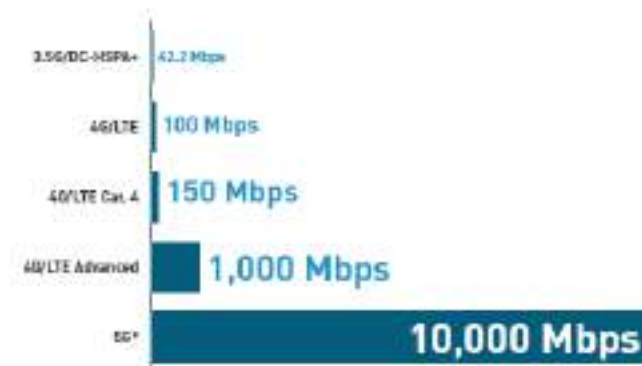 3.5G/DC-HSPA+ 42.2 Mbps
4G/LTE 100 Mbps
4G/LTE Cat. 4 150 Mbps
4G/LTE Advanced 1,000 Mbps
5G* 10,000 Mbps